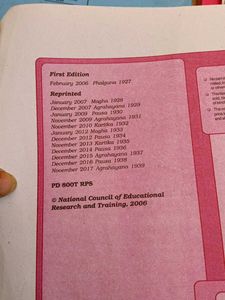 First Edition
February 2006 Phalguna 1927
Reprinted
January 2007 Magha 1928
December 2007 Agrahayana 1929
January 2009 Pausa 1930
November 2009 Agrahayana 1931
November 2010 Kartika 1932
January 2012 Magha 1933
December 2012 Pausa 1934
November 2013 Kartika 1935
December 2014 Pausa 1936
December 2015 Agrahayana 1937
December 2016 Pausa 1938
November 2017 Agrahayana 1939
PD 800T RPS
© National Council of Educational
Research and Training, 2006